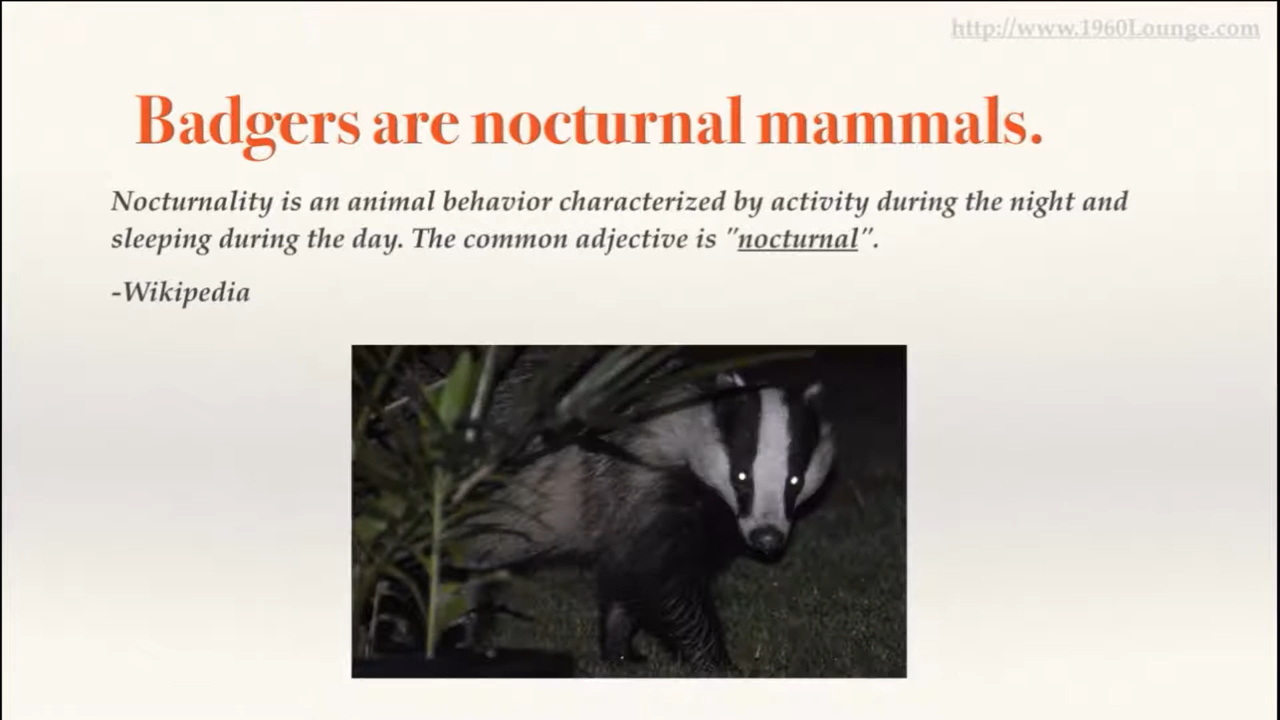 http://www.1960Lounge.com
Badgers are nocturnal mammals.
Nocturnality is an animal behavior characterized by activity during the night and
sleeping during the day. The common adjective is "nocturnal".
-Wikipedia